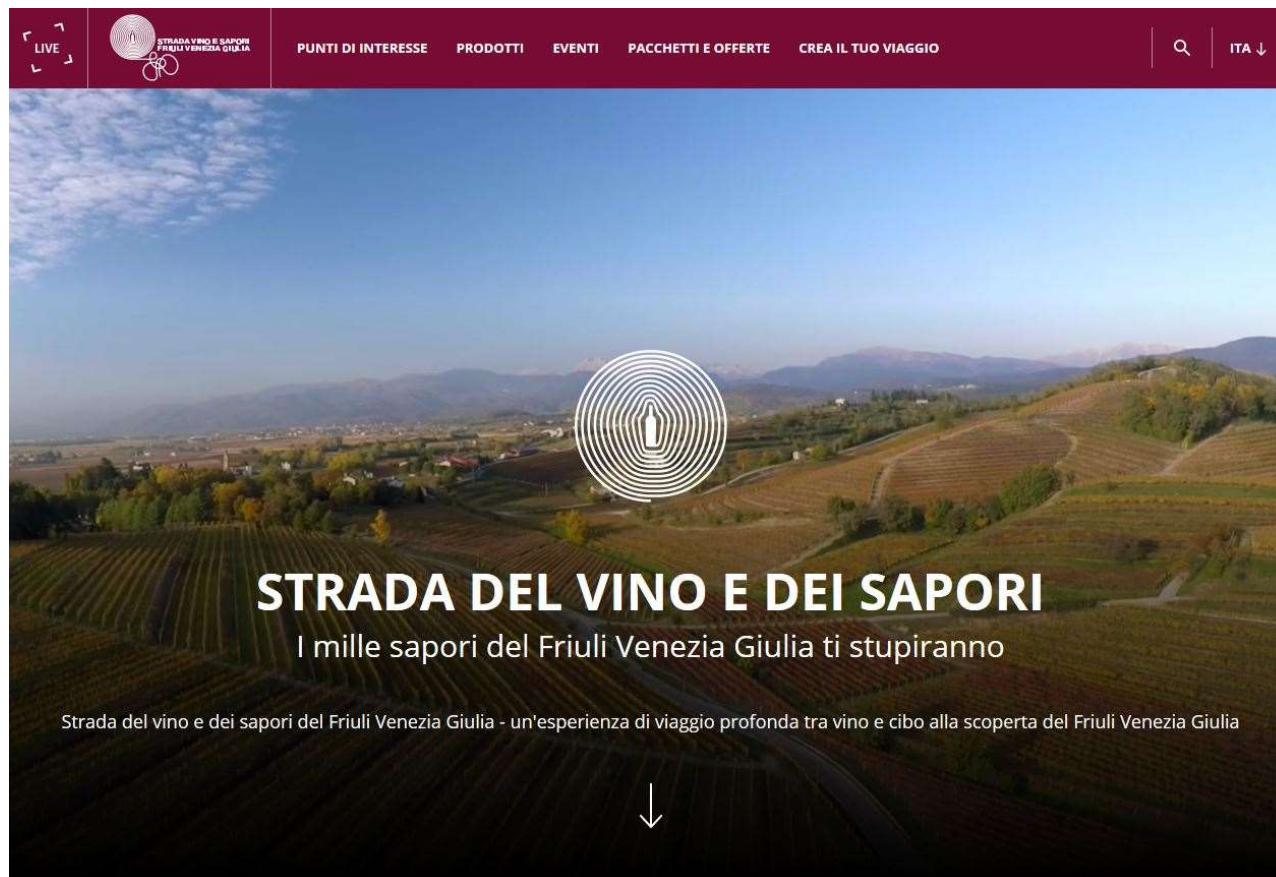 LIVE
STRADA VINO E SAPORI
FRIULI VENEZIA GIULIA
PUNTI DI INTERESSE
PRODOTTI
EVENTI
PACCHETTI E OFFERTE
CREA IL TUO VIAGGIO
ITA ↓
STRADA DEL VINO E DEI SAPORI
I mille sapori del Friuli Venezia Giulia ti stupiranno
Strada del vino e dei sapori del Friuli Venezia Giulia - un'esperienza di viaggio profonda tra vino e cibo alla scoperta del Friuli Venezia Giulia